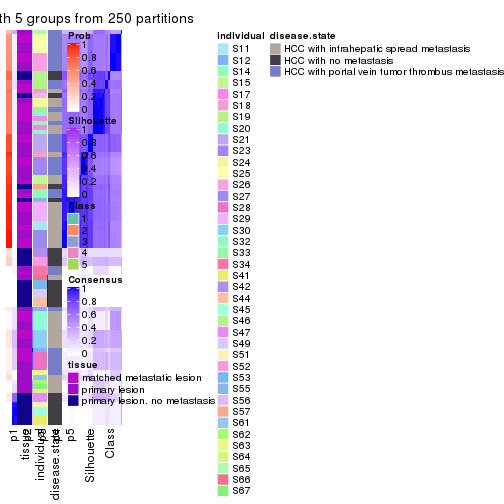 th 5 groups from 250 partitions
Prob
1
0.8
0.6
0.4
0.2
0
Silhouette
1
0.8
0.6
0.4
0.2
0
Class
1
2
3
4
5
Consensus
1
0.8
0.6
0.4
0.2
0
tissue
matched metastatic lesion
primary lesion
primary lesion. no metastasis
individual
S11
S12
S14
S15
S17
S18
S19
S20
S21
S23
S24
S25
S26
S27
S28
S29
S30
S32
S33
S34
S41
S42
S44
S45
S46
S47
S49
S51
S52
S53
S55
S56
S57
S61
S62
S63
S64
S65
S66
S67
disease.state
HCC with intrahepatic spread metastasis
HCC with no metastasis
HCC with portal vein tumor thrombus metastasis
p1
tissue
individual
disease.state
p5
Silhouette
Class